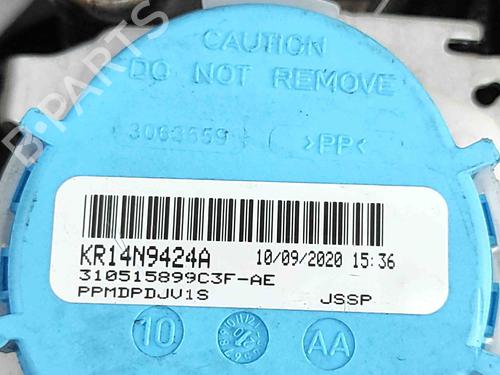 CAUTION
DO NOT REMOVE
B-PARTS
3063659
>PP<
KR14N9424A 10/09/2020 15:36
310515899C3F-AE
PPMDPDJV1S JSSP
10
AA